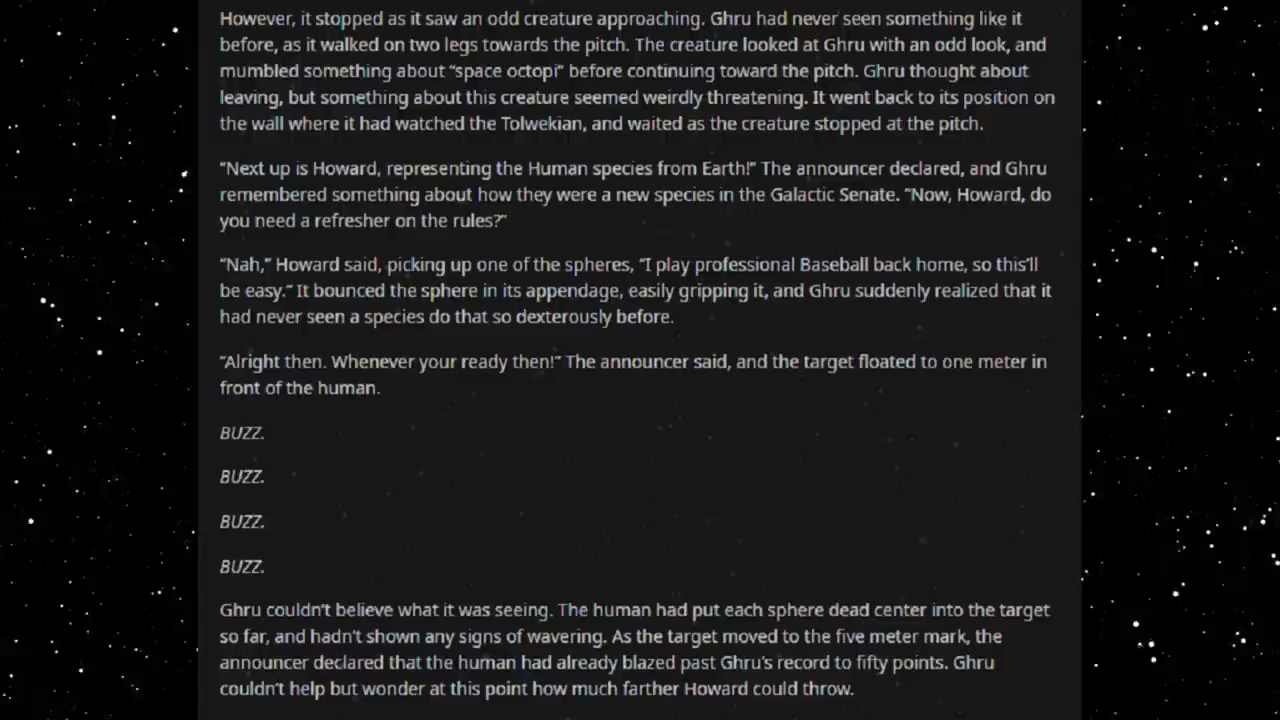 However, it stopped as it saw an odd creature approaching. Ghru had never seen something like it
before, as it walked on two legs towards the pitch. The creature looked at Ghru with an odd look, and
mumbled something about “space octopi” before continuing toward the pitch. Ghru thought about
leaving, but something about this creature seemed weirdly threatening. It went back to its position on
the wall where it had watched the Tolwekian, and waited as the creature stopped at the pitch.
“Next up is Howard, representing the Human species from Earth!” The announcer declared, and Ghru
remembered something about how they were a new species in the Galactic Senate. “Now, Howard, do
you need a refresher on the rules?”
“Nah,” Howard said, picking up one of the spheres, “I play professional Baseball back home, so this’ll
be easy.” It bounced the sphere in its appendage, easily gripping it, and Ghru suddenly realized that it
had never seen a species do that so dexterously before.
“Alright then. Whenever your ready then!” The announcer said, and the target floated to one meter in
front of the human.
BUZZ.
BUZZ.
BUZZ.
BUZZ.
Ghru couldn’t believe what it was seeing. The human had put each sphere dead center into the target
so far, and hadn’t shown any signs of wavering. As the target moved to the five meter mark, the
announcer declared that the human had already blazed past Ghru’s record to fifty points. Ghru
couldn’t help but wonder at this point how much farther Howard could throw.